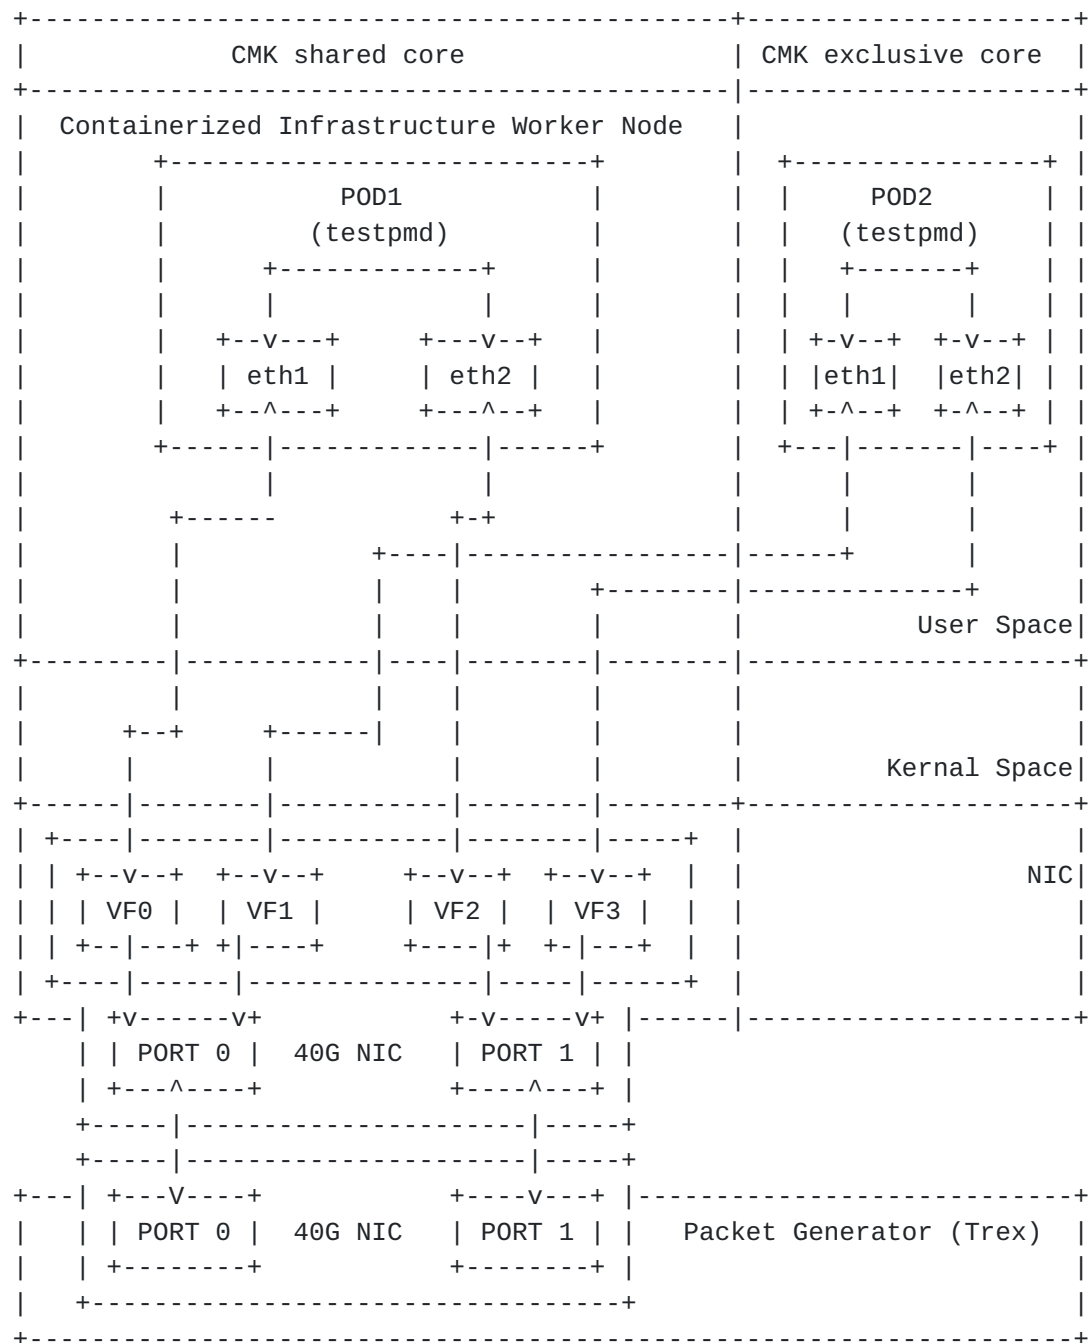 CMK shared core CMK exclusive core
Containerized Infrastructure Worker Node
POD1 POD2
(testpmd) (testpmd)
eth1 eth2 eth1 eth2
User Space
Kernal Space
NIC
VF0 VF1 VF2 VF3
PORT 0 40G NIC PORT 1
PORT 0 40G NIC PORT 1 Packet Generator (Trex)